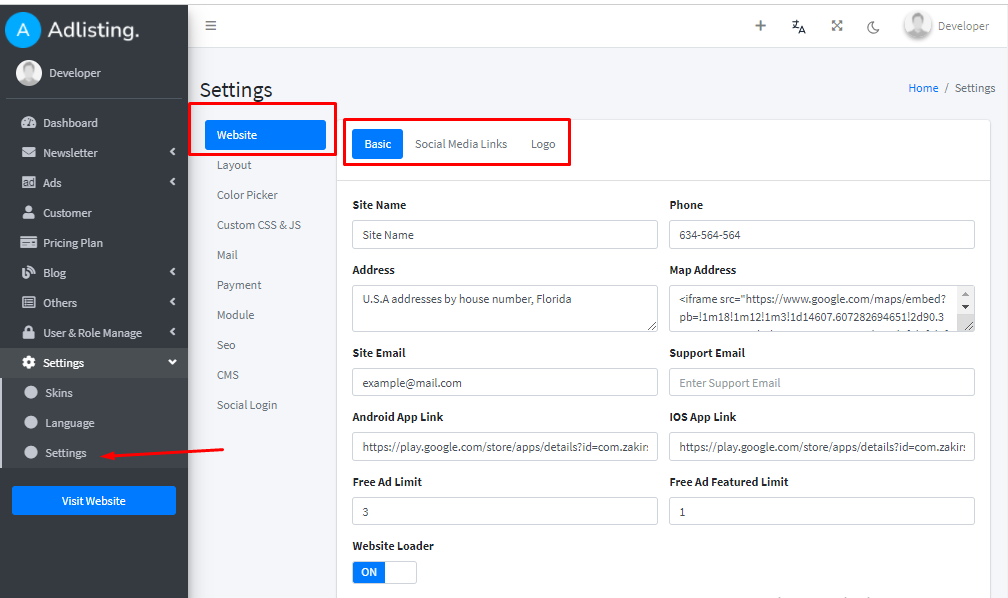 Adlisting.
Developer
Dashboard
Newsletter
Ads
Customer
Pricing Plan
Blog
Others
User & Role Manage
Settings
Skins
Language
Settings
Visit Website
Developer
Settings
Home / Settings
Website
Layout
Color Picker
Custom CSS & JS
Mail
Payment
Module
Seo
CMS
Social Login
Basic Social Media Links Logo
Site Name
Site Name
Phone
634-564-564
Address
U.S.A addresses by house number, Florida
Map Address
<iframe src="https://www.google.com/maps/embed?
pb=!1m18!1m12!1m3!1d14607.607282694651!2d90.3
Site Email
example@mail.com
Support Email
Enter Support Email
Android App Link
https://play.google.com/store/apps/details?id=com.zakir
IOS App Link
https://play.google.com/store/apps/details?id=com.zakir
Free Ad Limit
3
Free Ad Featured Limit
1
Website Loader
ON